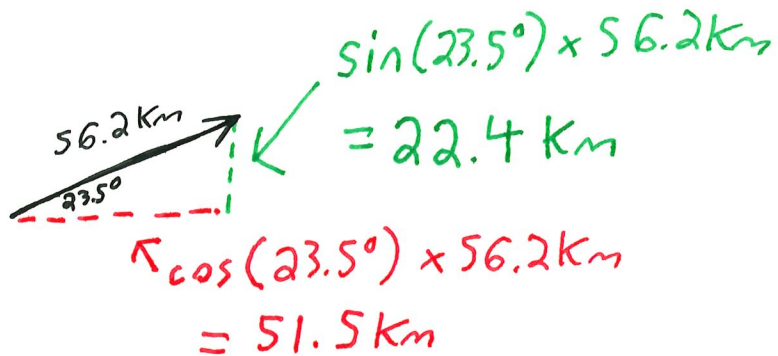 sin(23.5°) x 56.2Km
= 22.4 Km
56.2Km
23.5°
cos(23.5°) x 56.2Km
= 51.5Km